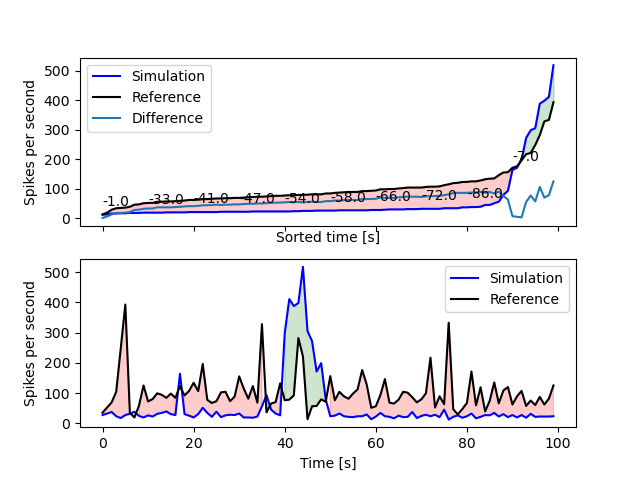 500
400
300
200
100
0
Spikes per second
Simulation
Reference
Difference
-1.0 -33.0 -41.0 -47.0 -54.0 -58.0 -66.0 -72.0 -86.0 -7.0
Sorted time [s]
500
400
300
200
100
0
Spikes per second
Simulation
Reference
0 20 40 60 80 100
Time [s]